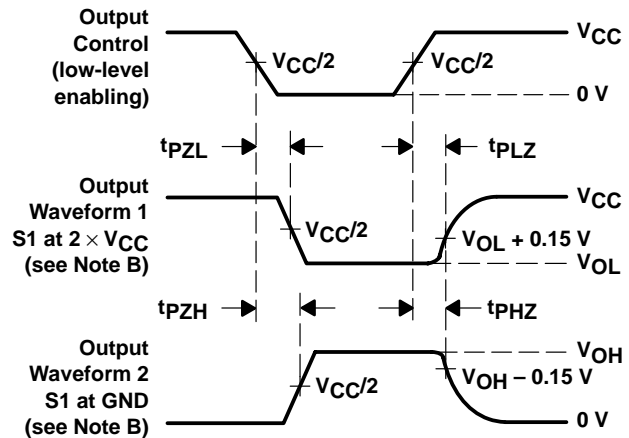 Output
Control
(low-level
enabling)
VCC/2
VCC/2
VCC
0 V
tPZL
tPLZ
Output
Waveform 1
S1 at 2 × VCC
(see Note B)
VCC/2
VCC
VOL + 0.15 V
VOL
tPZH
tPHZ
Output
Waveform 2
S1 at GND
(see Note B)
VCC/2
VOH
VOH – 0.15 V
0 V